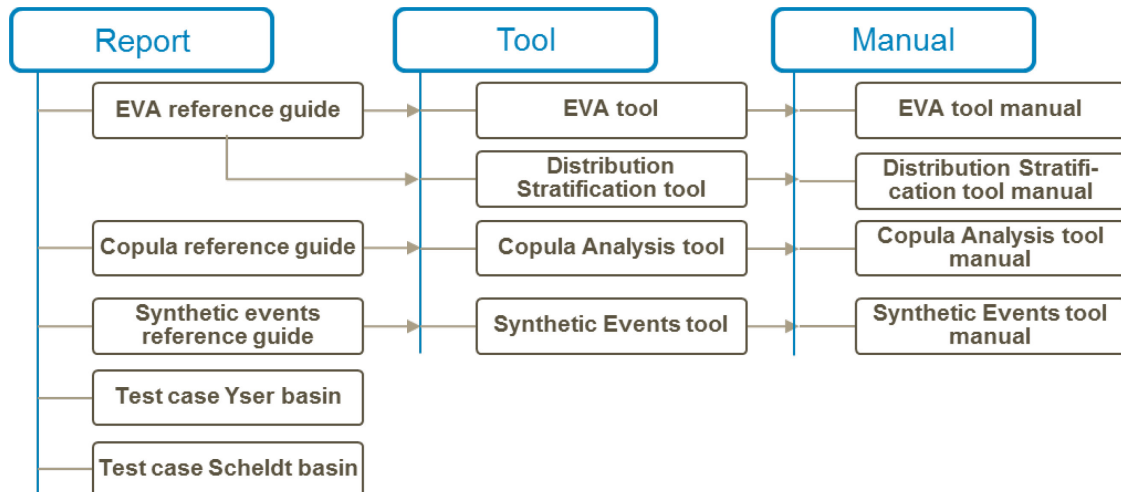 Report
Tool
Manual
EVA reference guide
EVA tool
EVA tool manual
Distribution
Stratification tool
Distribution Stratifi-
cation tool manual
Copula reference guide
Copula Analysis tool
Copula Analysis tool
manual
Synthetic events
reference guide
Synthetic Events tool
Synthetic Events tool
manual
Test case Yser basin
Test case Scheldt basin